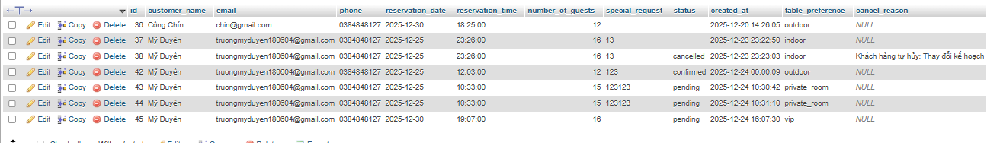 id customer_name email phone reservation_date reservation_time number_of_guests special_request status created_at table_preference cancel_reason
Edit Copy Delete 36 Công Chín chin@gmail.com 0384848127 2025-12-30 18:25:00 12 2025-12-20 14:26:05 outdoor NULL
Edit Copy Delete 37 Mỹ Duyên truongmyduyen180604@gmail.com 0384848127 2025-12-25 23:26:00 16 13 2025-12-23 23:22:50 indoor NULL
Edit Copy Delete 38 Mỹ Duyên truongmyduyen180604@gmail.com 0384848127 2025-12-25 23:26:00 16 13 cancelled 2025-12-23 23:23:03 indoor Khách hàng tự hủy: Thay đổi kế hoạch
Edit Copy Delete 42 Mỹ Duyên truongmyduyen180604@gmail.com 0384848127 2025-12-25 12:03:00 12 123 confirmed 2025-12-24 00:00:09 outdoor NULL
Edit Copy Delete 43 Mỹ Duyên truongmyduyen180604@gmail.com 0384848127 2025-12-25 10:33:00 15 123123 pending 2025-12-24 10:30:42 private_room NULL
Edit Copy Delete 44 Mỹ Duyên truongmyduyen180604@gmail.com 0384848127 2025-12-25 10:33:00 15 123123 pending 2025-12-24 10:31:10 private_room NULL
Edit Copy Delete 45 Mỹ Duyên truongmyduyen180604@gmail.com 0384848127 2025-12-30 19:07:00 16 pending 2025-12-24 16:07:30 vip NULL